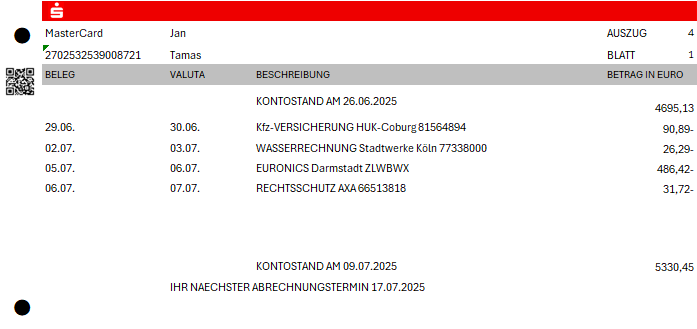 MasterCard Jan AUSZUG 4
2702532539008721 Tamas BLATT 1
BELEG VALUTA BESCHREIBUNG BETRAG IN EURO
KONTOSTAND AM 26.06.2025 4695,13
29.06. 30.06. Kfz-VERSICHERUNG HUK-Coburg 81564894 90,89-
02.07. 03.07. WASSERRECHNUNG Stadtwerke Köln 77338000 26,29-
05.07. 06.07. EURONICS Darmstadt ZLWBWX 486,42-
06.07. 07.07. RECHTSSCHUTZ AXA 66513818 31,72-
KONTOSTAND AM 09.07.2025 5330,45
IHR NAECHSTER ABRECHNUNGSTERMIN 17.07.2025